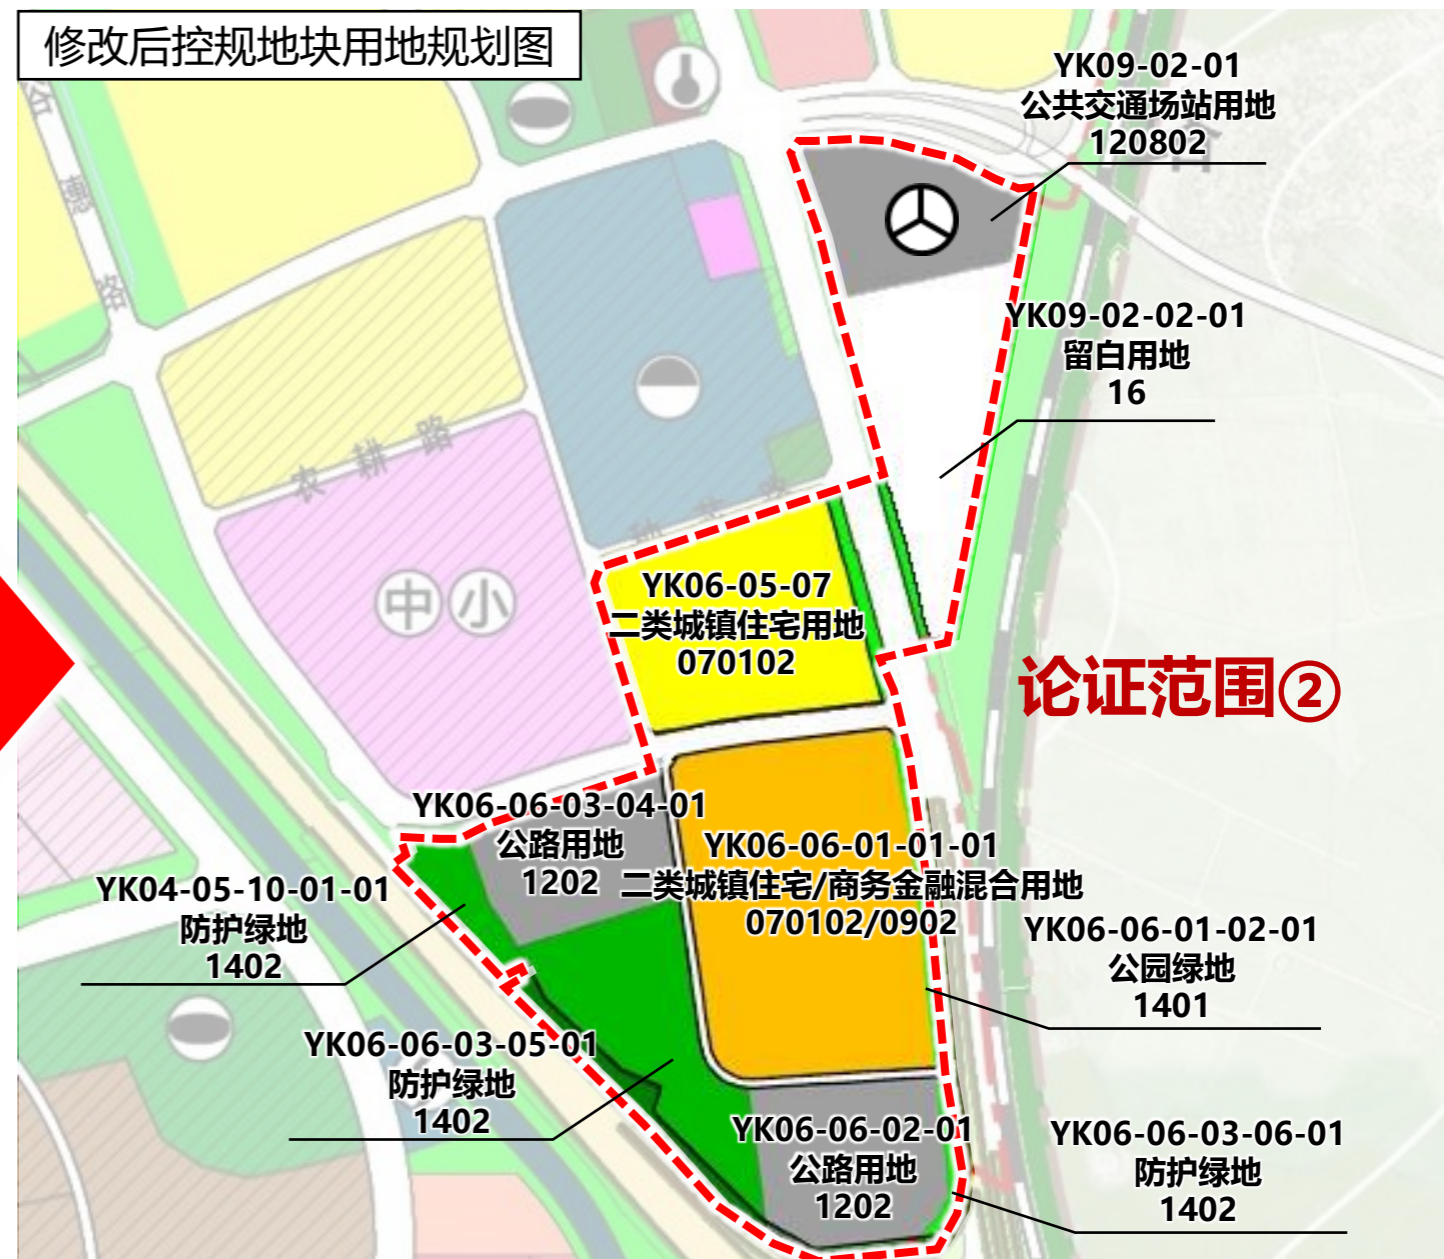 修改后控规地块用地规划图
YK09-02-01
公共交通场站用地
120802
YK09-02-02-01
留白用地
16
农耕路
中 小
YK06-05-07
二类城镇住宅用地
070102
论证范围②
YK06-06-03-04-01
公路用地
1202
YK06-06-01-01-01
二类城镇住宅/商务金融混合用地
070102/0902
YK04-05-10-01-01
防护绿地
1402
YK06-06-01-02-01
公园绿地
1401
YK06-06-03-05-01
防护绿地
1402
YK06-06-02-01
公路用地
1202
YK06-06-03-06-01
防护绿地
1402